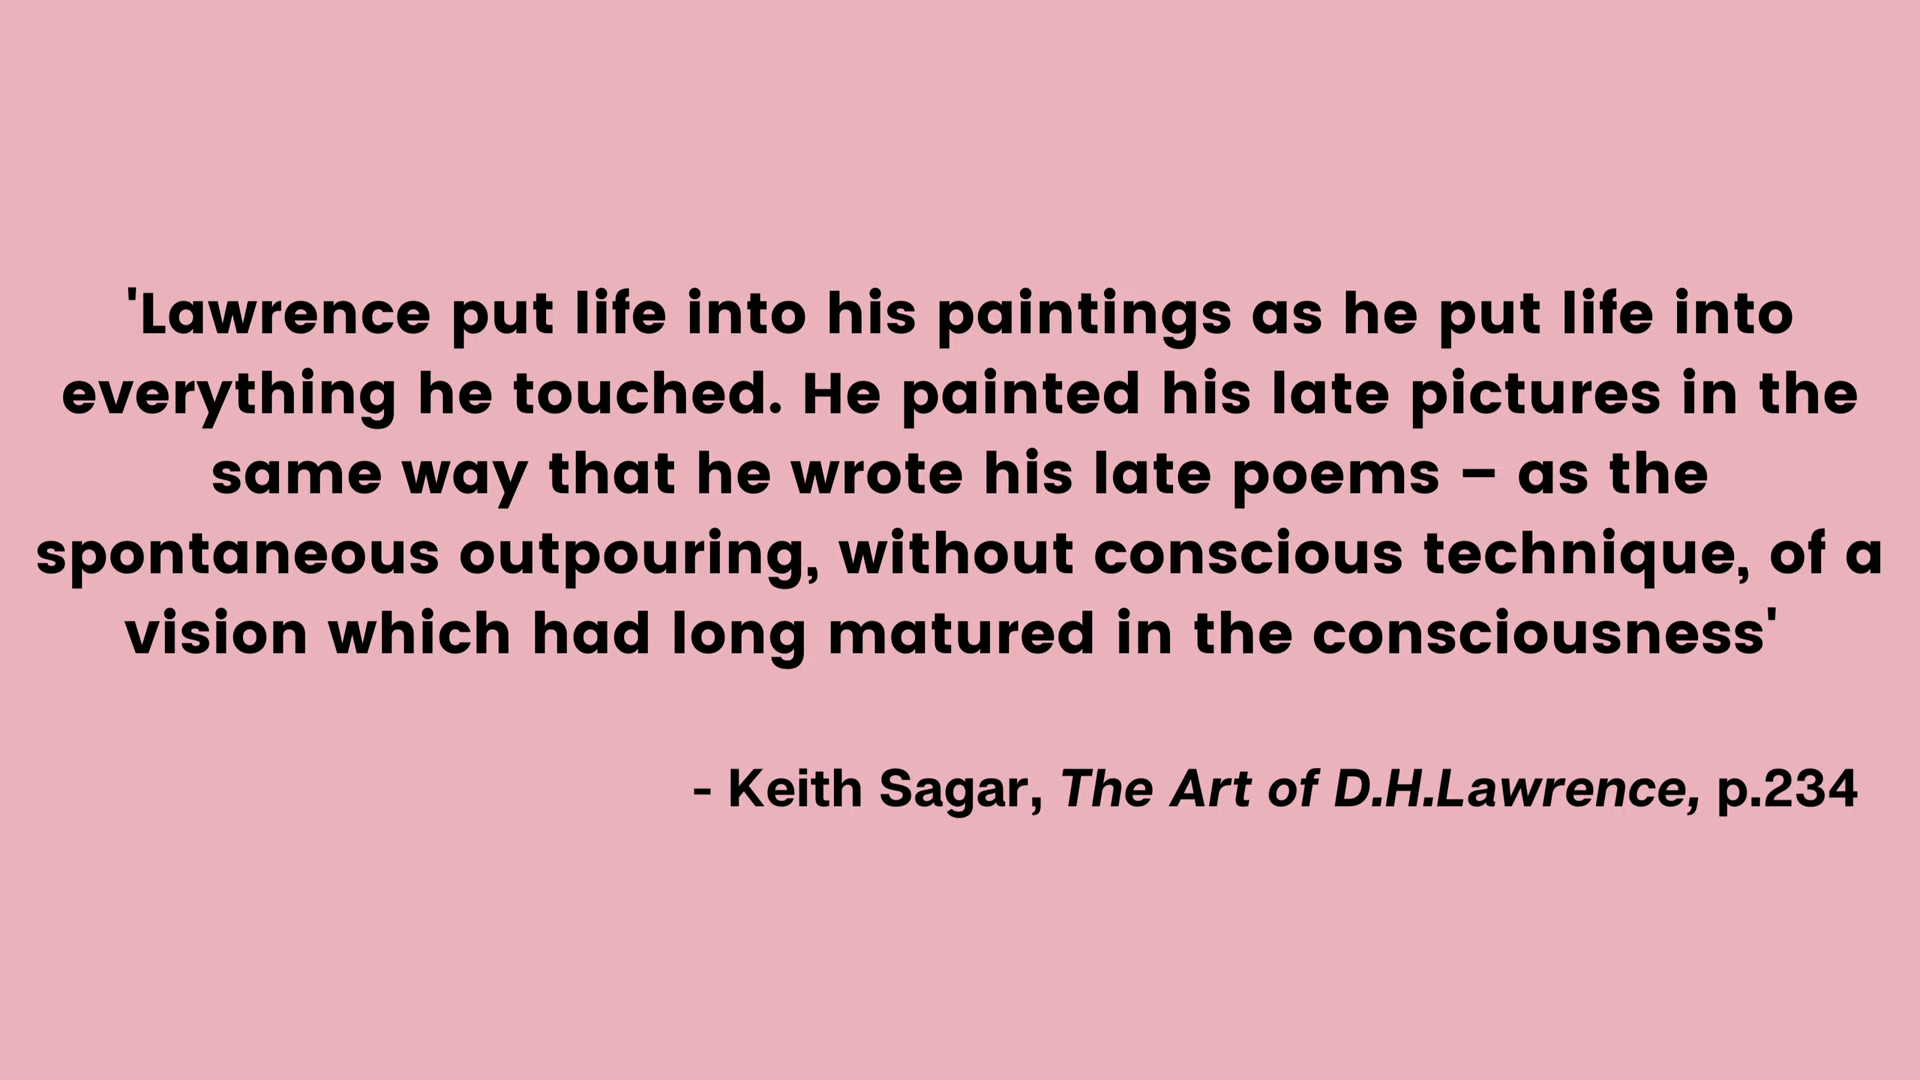 'Lawrence put life into his paintings as he put life into
everything he touched. He painted his late pictures in the
same way that he wrote his late poems – as the
spontaneous outpouring, without conscious technique, of a
vision which had long matured in the consciousness'
- Keith Sagar, The Art of D.H.Lawrence, p.234